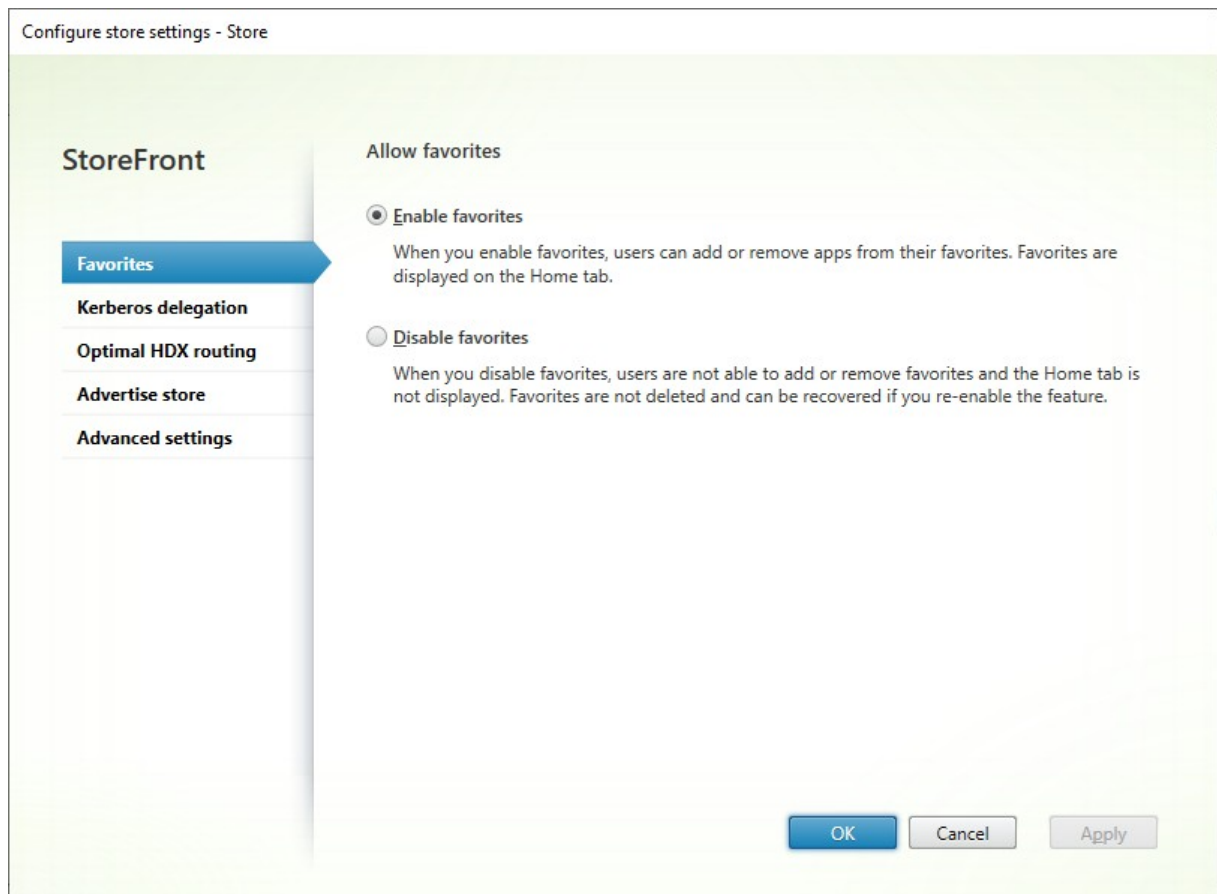 Configure store settings - Store
StoreFront
Favorites
Kerberos delegation
Optimal HDX routing
Advertise store
Advanced settings
Allow favorites
Enable favorites
When you enable favorites, users can add or remove apps from their favorites. Favorites are
displayed on the Home tab.
Disable favorites
When you disable favorites, users are not able to add or remove favorites and the Home tab is
not displayed. Favorites are not deleted and can be recovered if you re-enable the feature.
OK
Cancel
Apply